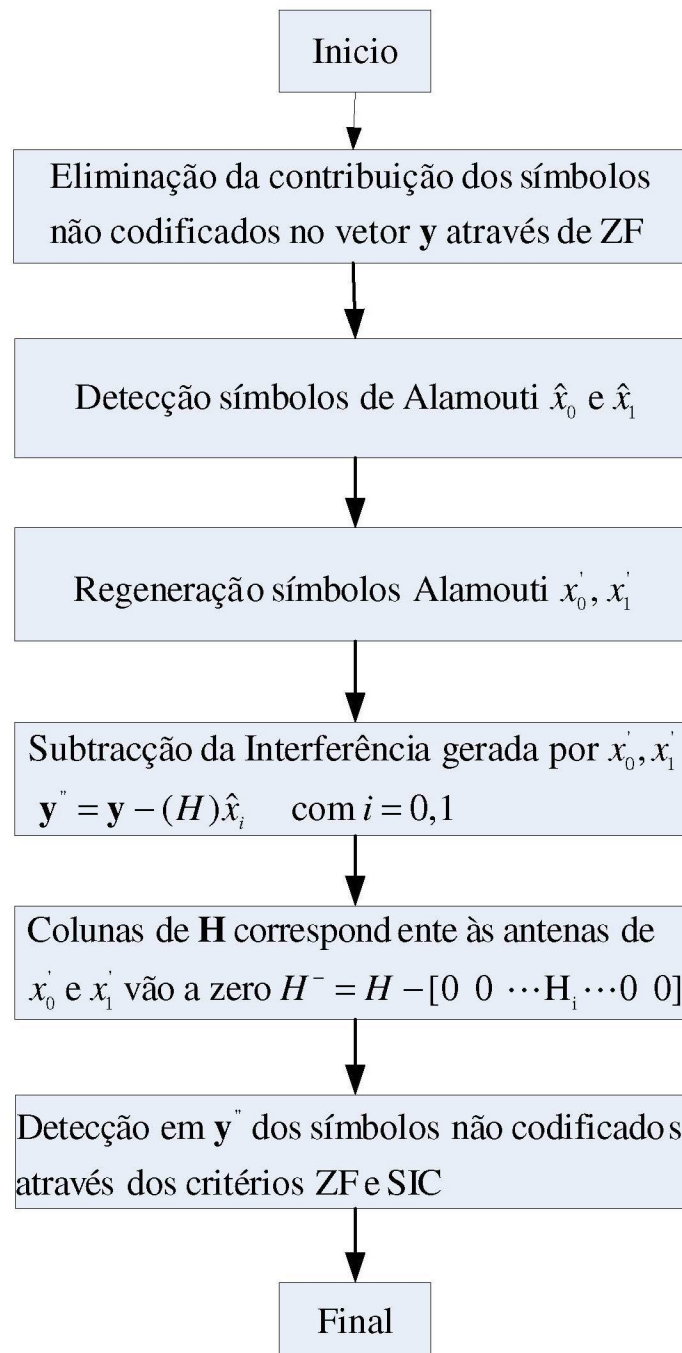 Inicio
Eliminação da contribuição dos símbolos
não codificados no vetor y através de ZF
Detecção símbolos de Alamouti x̂₀ e x̂₁
Regeneração símbolos Alamouti x₀', x₁'
Subtracção da Interferência gerada por x₀', x₁'
y" = y − (H)x̂ᵢ com i = 0,1
Colunas de H correspond ente às antenas de
x₀' e x₁' vão a zero H⁻ = H −[0 0 ⋯Hᵢ⋯0 0]
Detecção em y" dos símbolos não codificados
através dos critérios ZF e SIC
Final